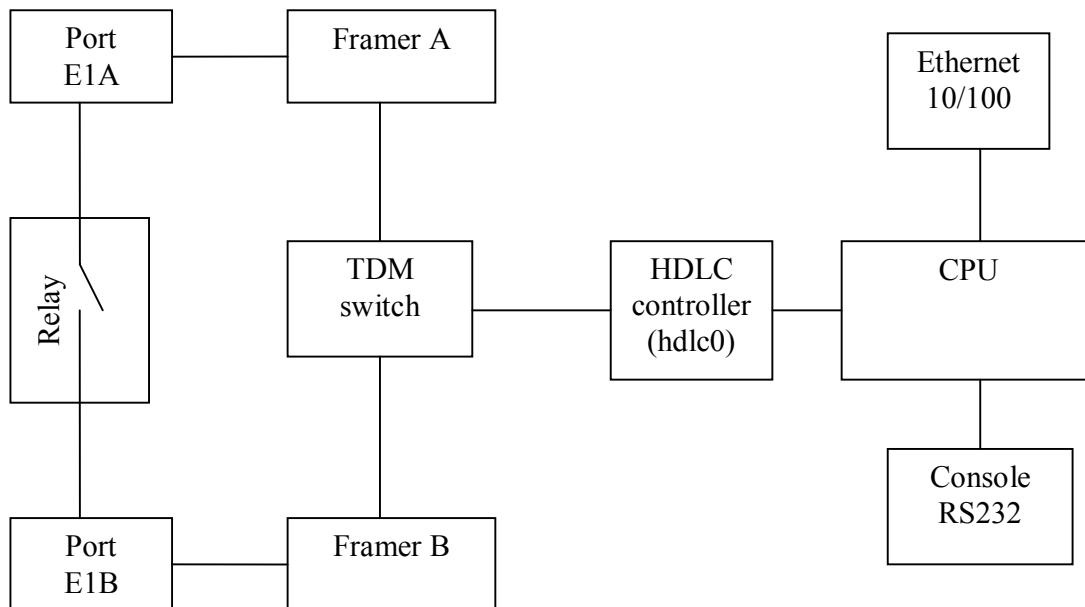 Port
E1A
Framer A
Ethernet
10/100
Relay
TDM
switch
HDLC
controller
(hdlc0)
CPU
Console
RS232
Port
E1B
Framer B